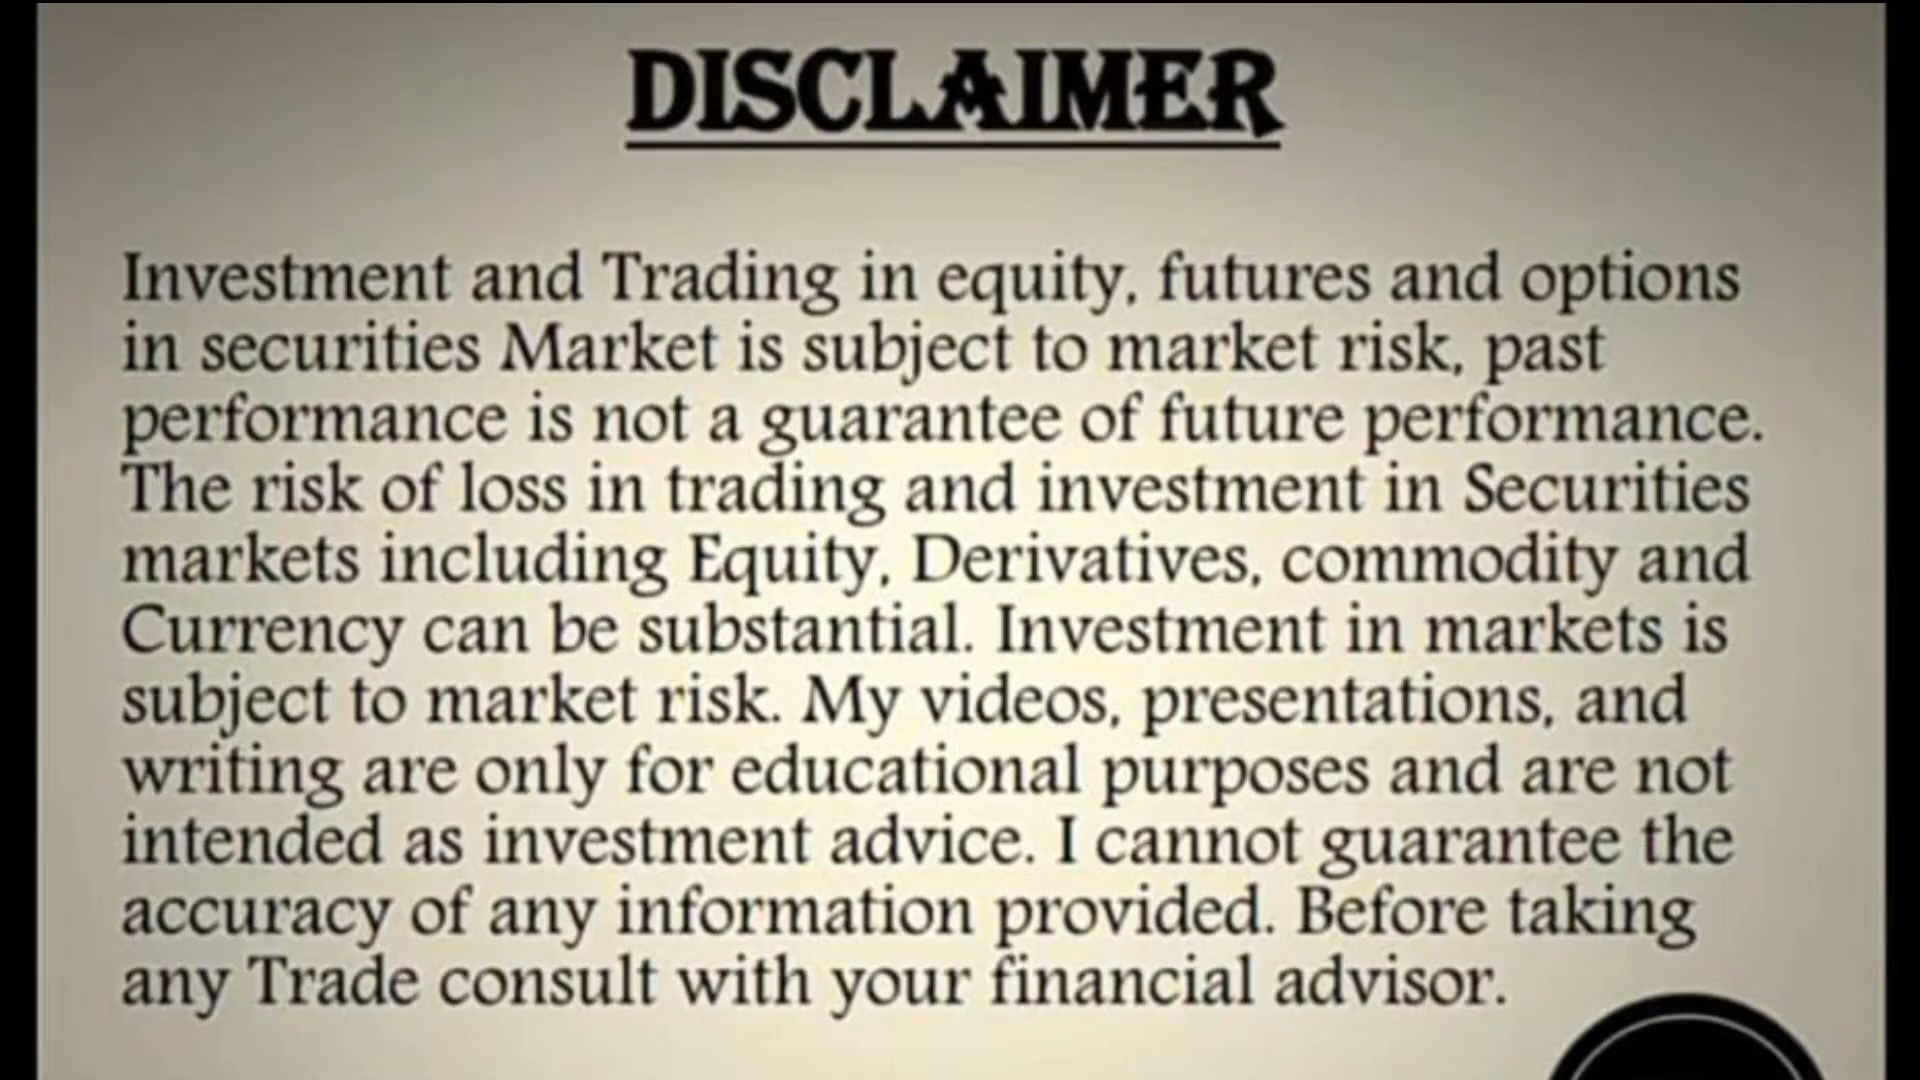 DISCLAIMER
Investment and Trading in equity, futures and options
in securities Market is subject to market risk, past
performance is not a guarantee of future performance.
The risk of loss in trading and investment in Securities
markets including Equity, Derivatives, commodity and
Currency can be substantial. Investment in markets is
subject to market risk. My videos, presentations, and
writing are only for educational purposes and are not
intended as investment advice. I cannot guarantee the
accuracy of any information provided. Before taking
any Trade consult with your financial advisor.